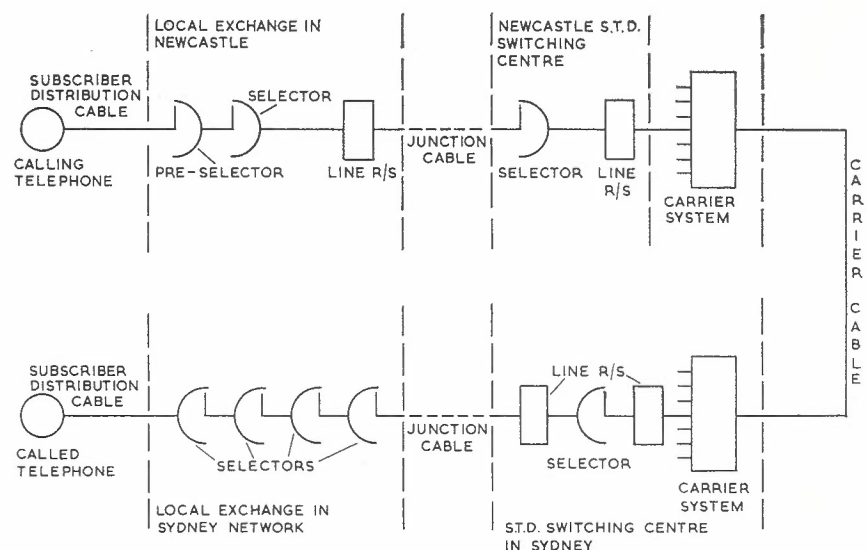 LOCAL EXCHANGE IN
NEWCASTLE
NEWCASTLE S.T.D.
SWITCHING
CENTRE
SUBSCRIBER
DISTRIBUTION
CABLE
SELECTOR
CALLING
TELEPHONE
PRE-SELECTOR
LINE R/S
JUNCTION
CABLE
SELECTOR
LINE
R/S
CARRIER
SYSTEM
CARRIER CABLE
SUBSCRIBER
DISTRIBUTION
CABLE
LINE R/S
CALLED
TELEPHONE
SELECTORS
JUNCTION
CABLE
SELECTOR
CARRIER
SYSTEM
LOCAL EXCHANGE IN
SYDNEY NETWORK
S.T.D. SWITCHING CENTRE
IN SYDNEY